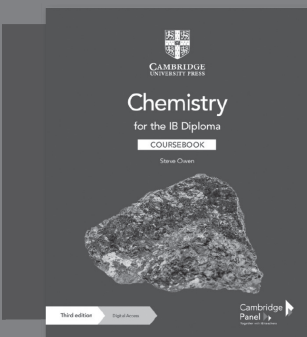 CAMBRIDGE
UNIVERSITY PRESS
Chemistry
for the IB Diploma
COURSEBOOK
Steve Owen
Third edition
Digital Access
Cambridge
Panel